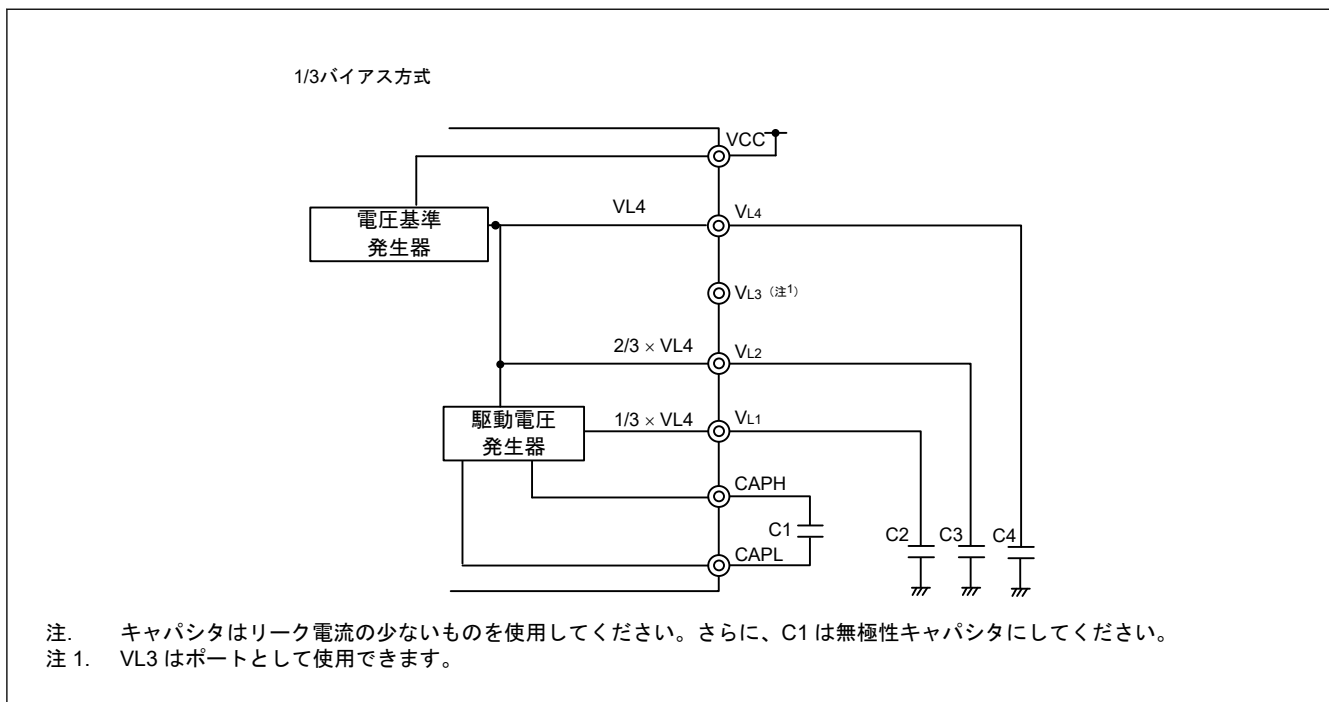 1/3バイアス方式
VCC
電圧基準
発生器
VL4
VL4
VL3（注1）
2/3 × VL4
VL2
駆動電圧
発生器
1/3 × VL4
VL1
CAPH
C1
CAPL
C2
C3
C4
注. キャパシタはリーク電流の少ないものを使用してください。さらに、C1 は無極性キャパシタにしてください。
注 1. VL3 はポートとして使用できます。